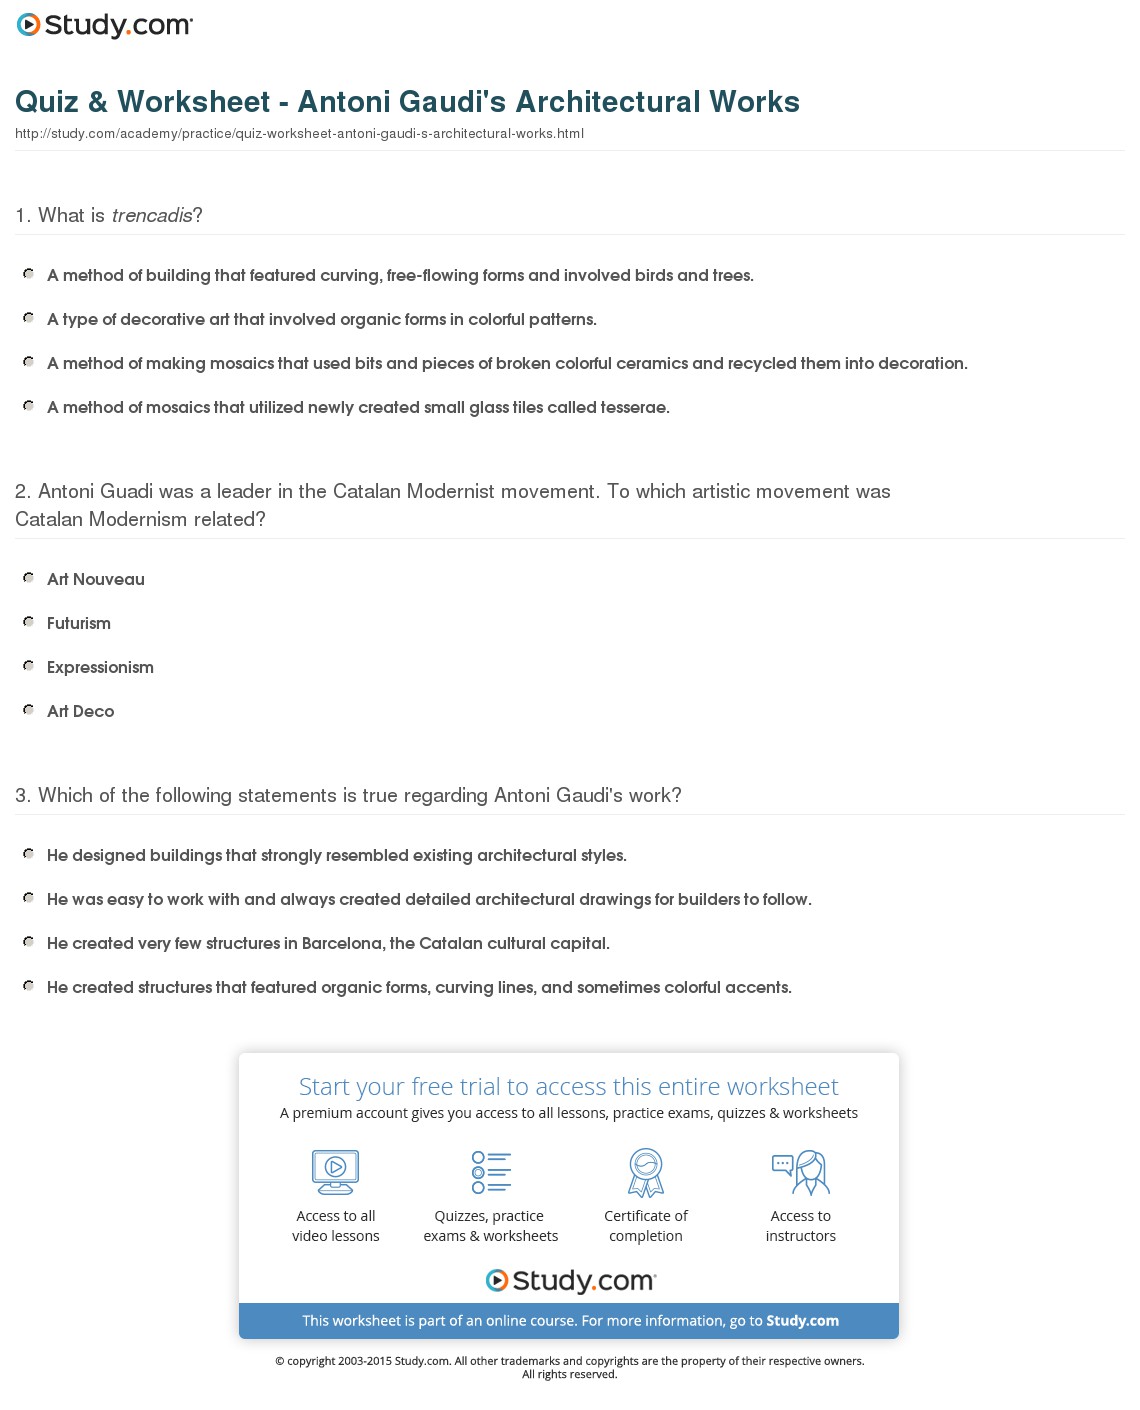 Study.com
Quiz & Worksheet - Antoni Gaudi's Architectural Works
http://study.com/academy/practice/quiz-worksheet-antoni-gaudi-s-architectural-works.html
1. What is trencadis?
A method of building that featured curving, free-flowing forms and involved birds and trees.
A type of decorative art that involved organic forms in colorful patterns.
A method of making mosaics that used bits and pieces of broken colorful ceramics and recycled them into decoration.
A method of mosaics that utilized newly created small glass tiles called tesserae.
2. Antoni Guadi was a leader in the Catalan Modernist movement. To which artistic movement was
Catalan Modernism related?
Art Nouveau
Futurism
Expressionism
Art Deco
3. Which of the following statements is true regarding Antoni Gaudi's work?
He designed buildings that strongly resembled existing architectural styles.
He was easy to work with and always created detailed architectural drawings for builders to follow.
He created very few structures in Barcelona, the Catalan cultural capital.
He created structures that featured organic forms, curving lines, and sometimes colorful accents.
Start your free trial to access this entire worksheet
A premium account gives you access to all lessons, practice exams, quizzes & worksheets
Access to all
video lessons
Quizzes, practice
exams & worksheets
Certificate of
completion
Access to
instructors
Study.com
This worksheet is part of an online course. For more information, go to Study.com
© copyright 2003-2015 Study.com. All other trademarks and copyrights are the property of their respective owners.
All rights reserved.